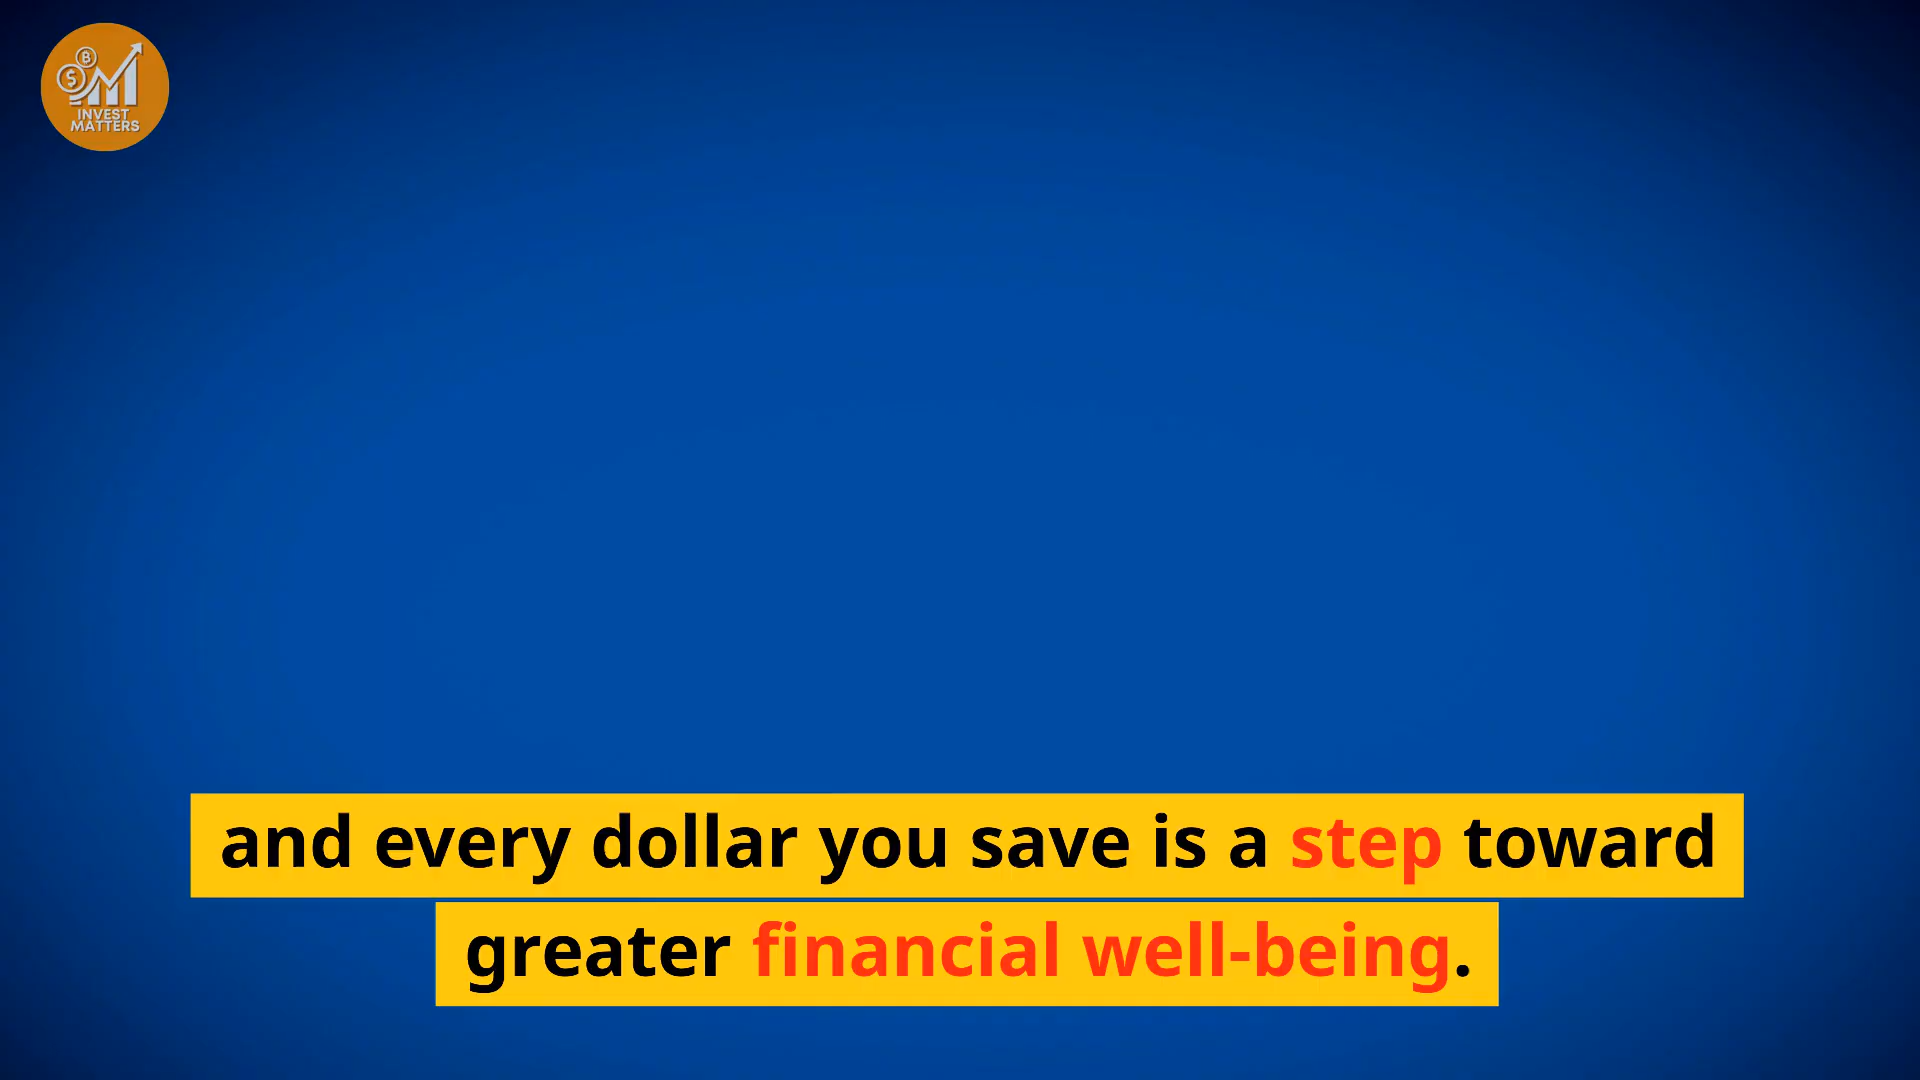 $
B
INVEST
MATTERS
and every dollar you save is a step toward
greater financial well-being.